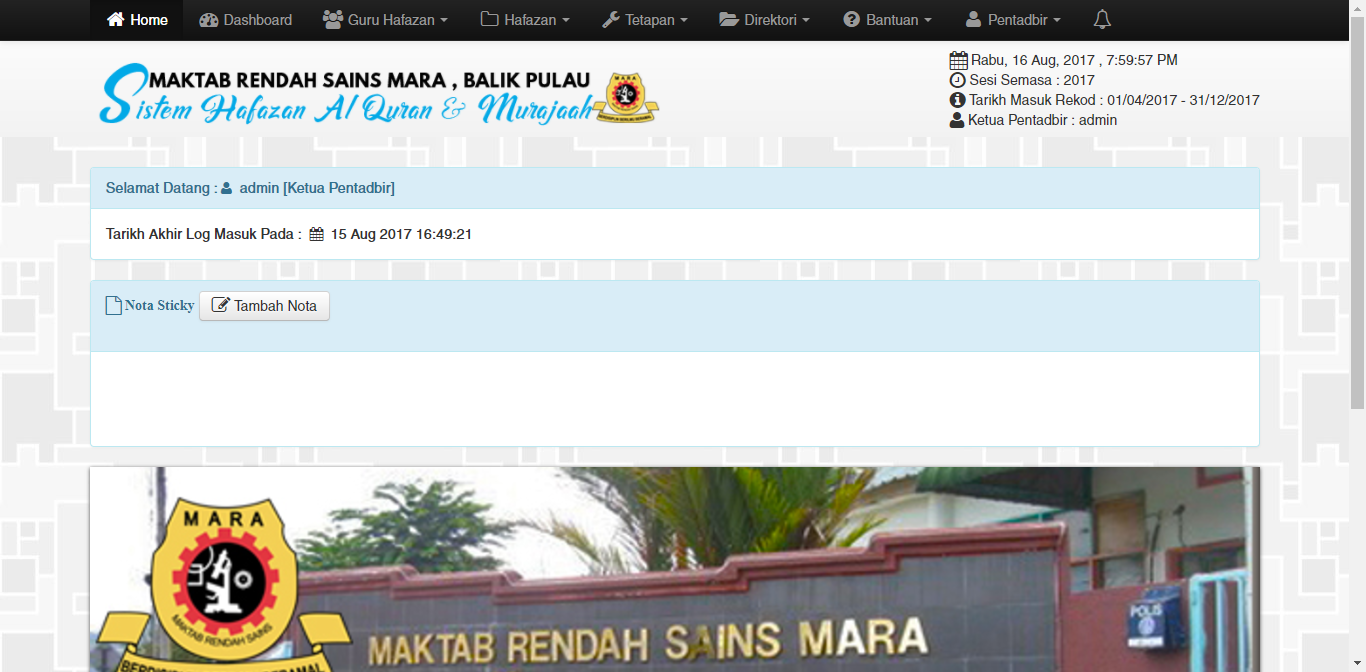 Home Dashboard Guru Hafazan Hafazan Tetapan Direktori Bantuan Pentadbir
MAKTAB RENDAH SAINS MARA , BALIK PULAU
Sistem Hafazan Al Quran & Murajaah
MARA
Rabu, 16 Aug, 2017 , 7:59:57 PM
Sesi Semasa : 2017
Tarikh Masuk Rekod : 01/04/2017 - 31/12/2017
Ketua Pentadbir : admin
Selamat Datang : admin [Ketua Pentadbir]
Tarikh Akhir Log Masuk Pada : 15 Aug 2017 16:49:21
Nota Sticky Tambah Nota
MARA
MAKTAB RENDAH SAINS
MAKTAB RENDAH SAINS MARA
POLIS